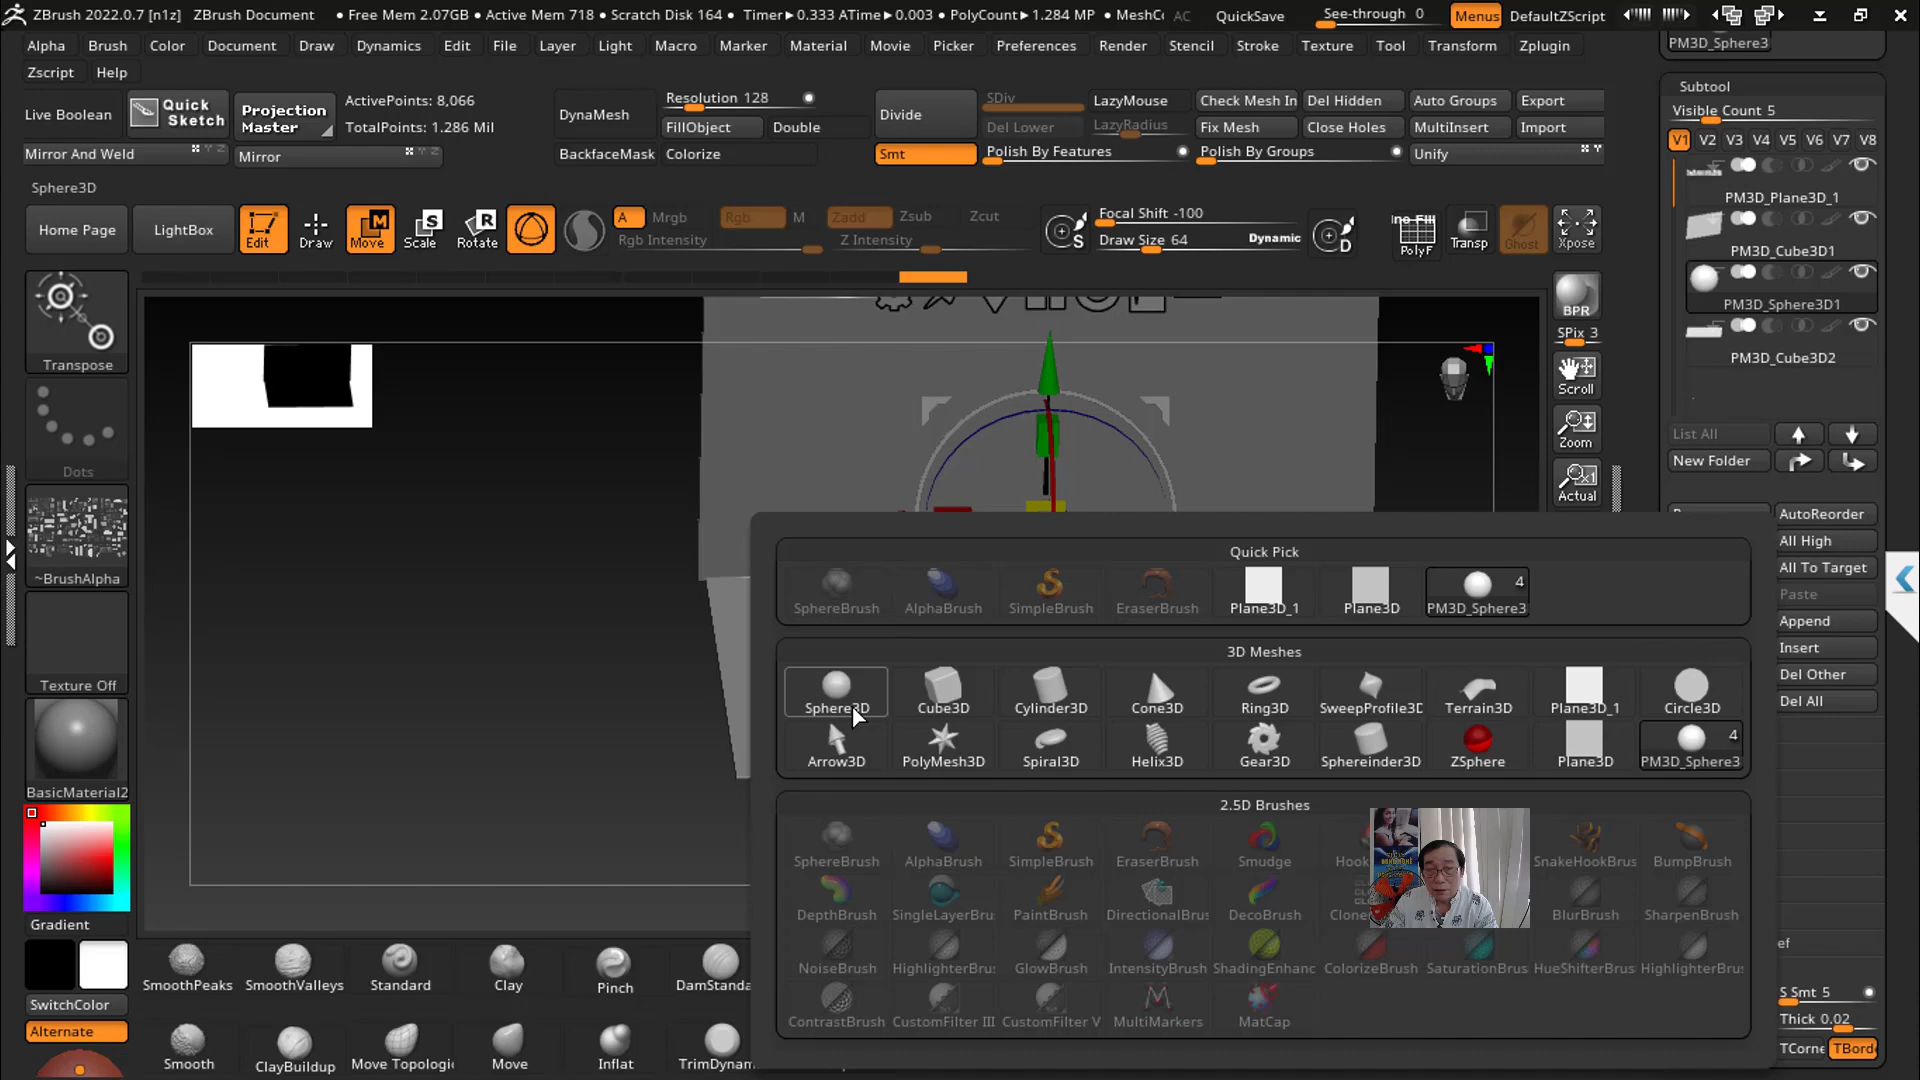 ZBrush 2022.0.7 [n1z] ZBrush Document • Free Mem 2.07GB • Active Mem 718 • Scratch Disk 164 • Timer▸0.333 ATime▸0.003 • PolyCount▸1.284 MP • MeshCo AC QuickSave See-through 0 Menus DefaultZScript
PM3D_Sphere3
Alpha Brush Color Document Draw Dynamics Edit File Layer Light Macro Marker Material Movie Picker Preferences Render Stencil Stroke Texture Tool Transform Zplugin
Zscript Help
Subtool
Visible Count 5
Live Boolean Quick Sketch Projection Master ActivePoints: 8,066 DynaMesh Resolution 128 Divide SDiv LazyMouse Check Mesh In Del Hidden Auto Groups Export
TotalPoints: 1.286 Mil FillObject Double Del Lower LazyRadius Fix Mesh Close Holes MultiInsert Import
V1 V2 V3 V4 V5 V6 V7 V8
Mirror And Weld Mirror BackfaceMask Colorize Smt Polish By Features Polish By Groups Unify
Sphere3D
PM3D_Plane3D_1
Home Page LightBox Edit Draw Move Scale Rotate A Mrgb Rgb M Zadd Zsub Zcut Focal Shift -100
Rgb Intensity Z Intensity S Draw Size 64 Dynamic D Line Fill PolyF Transp Ghost Xpose
PM3D_Cube3D1
PM3D_Sphere3D1
PM3D_Cube3D2
BPR
SPix 3
Scroll
Zoom
Actual
Transpose
Dots
~BrushAlpha
Texture Off
BasicMaterial2
Gradient
SwitchColor
Alternate
List All
New Folder
AutoReorder
All High
All To Target
Paste
Append
Insert
Del Other
Del All
Quick Pick
SphereBrush AlphaBrush SimpleBrush EraserBrush Plane3D_1 Plane3D 4 PM3D_Sphere3
3D Meshes
Sphere3D Cube3D Cylinder3D Cone3D Ring3D SweepProfile3D Terrain3D Plane3D_1 Circle3D
Arrow3D PolyMesh3D Spiral3D Helix3D Gear3D Sphereinder3D ZSphere Plane3D 4 PM3D_Sphere3
2.5D Brushes
SphereBrush AlphaBrush SimpleBrush EraserBrush Smudge Hook SnakeHookBrus BumpBrush
DepthBrush SingleLayerBru PaintBrush DirectionalBrus DecoBrush Clone BlurBrush SharpenBrush
NoiseBrush HighlighterBrus GlowBrush IntensityBrush ShadingEnhanc ColorizeBrush SaturationBrus HueShifterBrus HighlighterBru
ContrastBrush CustomFilter III CustomFilter V MultiMarkers MatCap
SmoothPeaks SmoothValleys Standard Clay Pinch DamStanda
Smooth ClayBuildup Move Topologic Move Inflat TrimDynam
ef
S Smt 5
Thick 0.02
TCorne TBord